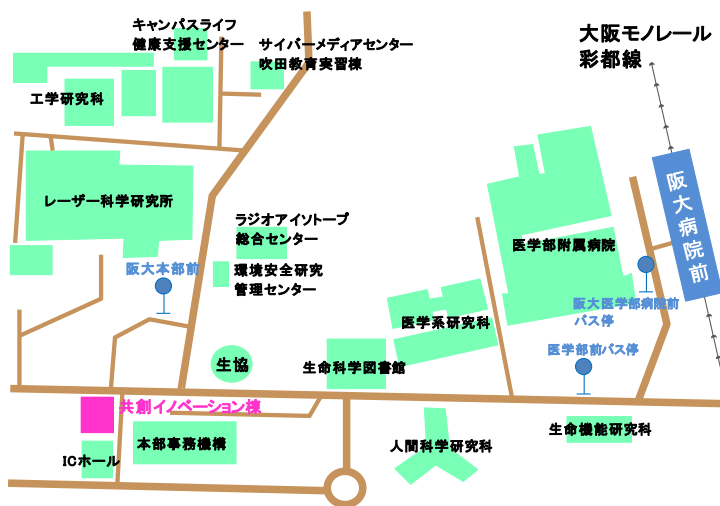 キャンパスライフ
健康支援センター
サイバーメディアセンター
吹田教育実習棟
大阪モノレール
彩都線
工学研究科
阪大病院前
レーザー科学研究所
ラジオアイソトープ
総合センター
医学部附属病院
阪大本部前
環境安全研究
管理センター
阪大医学部病院前
バス停
医学系研究科
医学部前バス停
生協
生命科学図書館
共創イノベーション棟
本部事務機構
ICホール
人間科学研究科
生命機能研究科